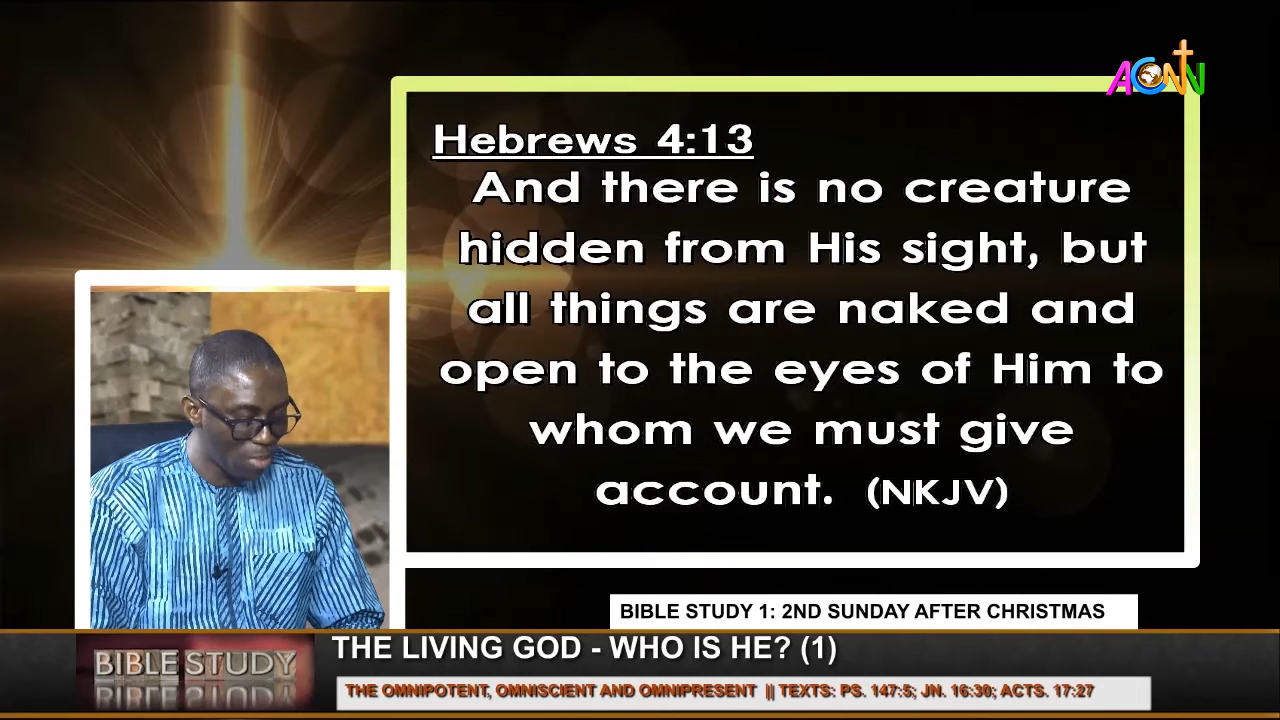 ACNN
Hebrews 4:13
And there is no creature
hidden from His sight, but
all things are naked and
open to the eyes of Him to
whom we must give
account. (NKJV)
BIBLE STUDY 1: 2ND SUNDAY AFTER CHRISTMAS
THE LIVING GOD - WHO IS HE? (1)
BIBLE STUDY
THE OMNIPOTENT, OMNISCIENT AND OMNIPRESENT || TEXTS: PS. 147:5; JN. 16:30; ACTS. 17:27